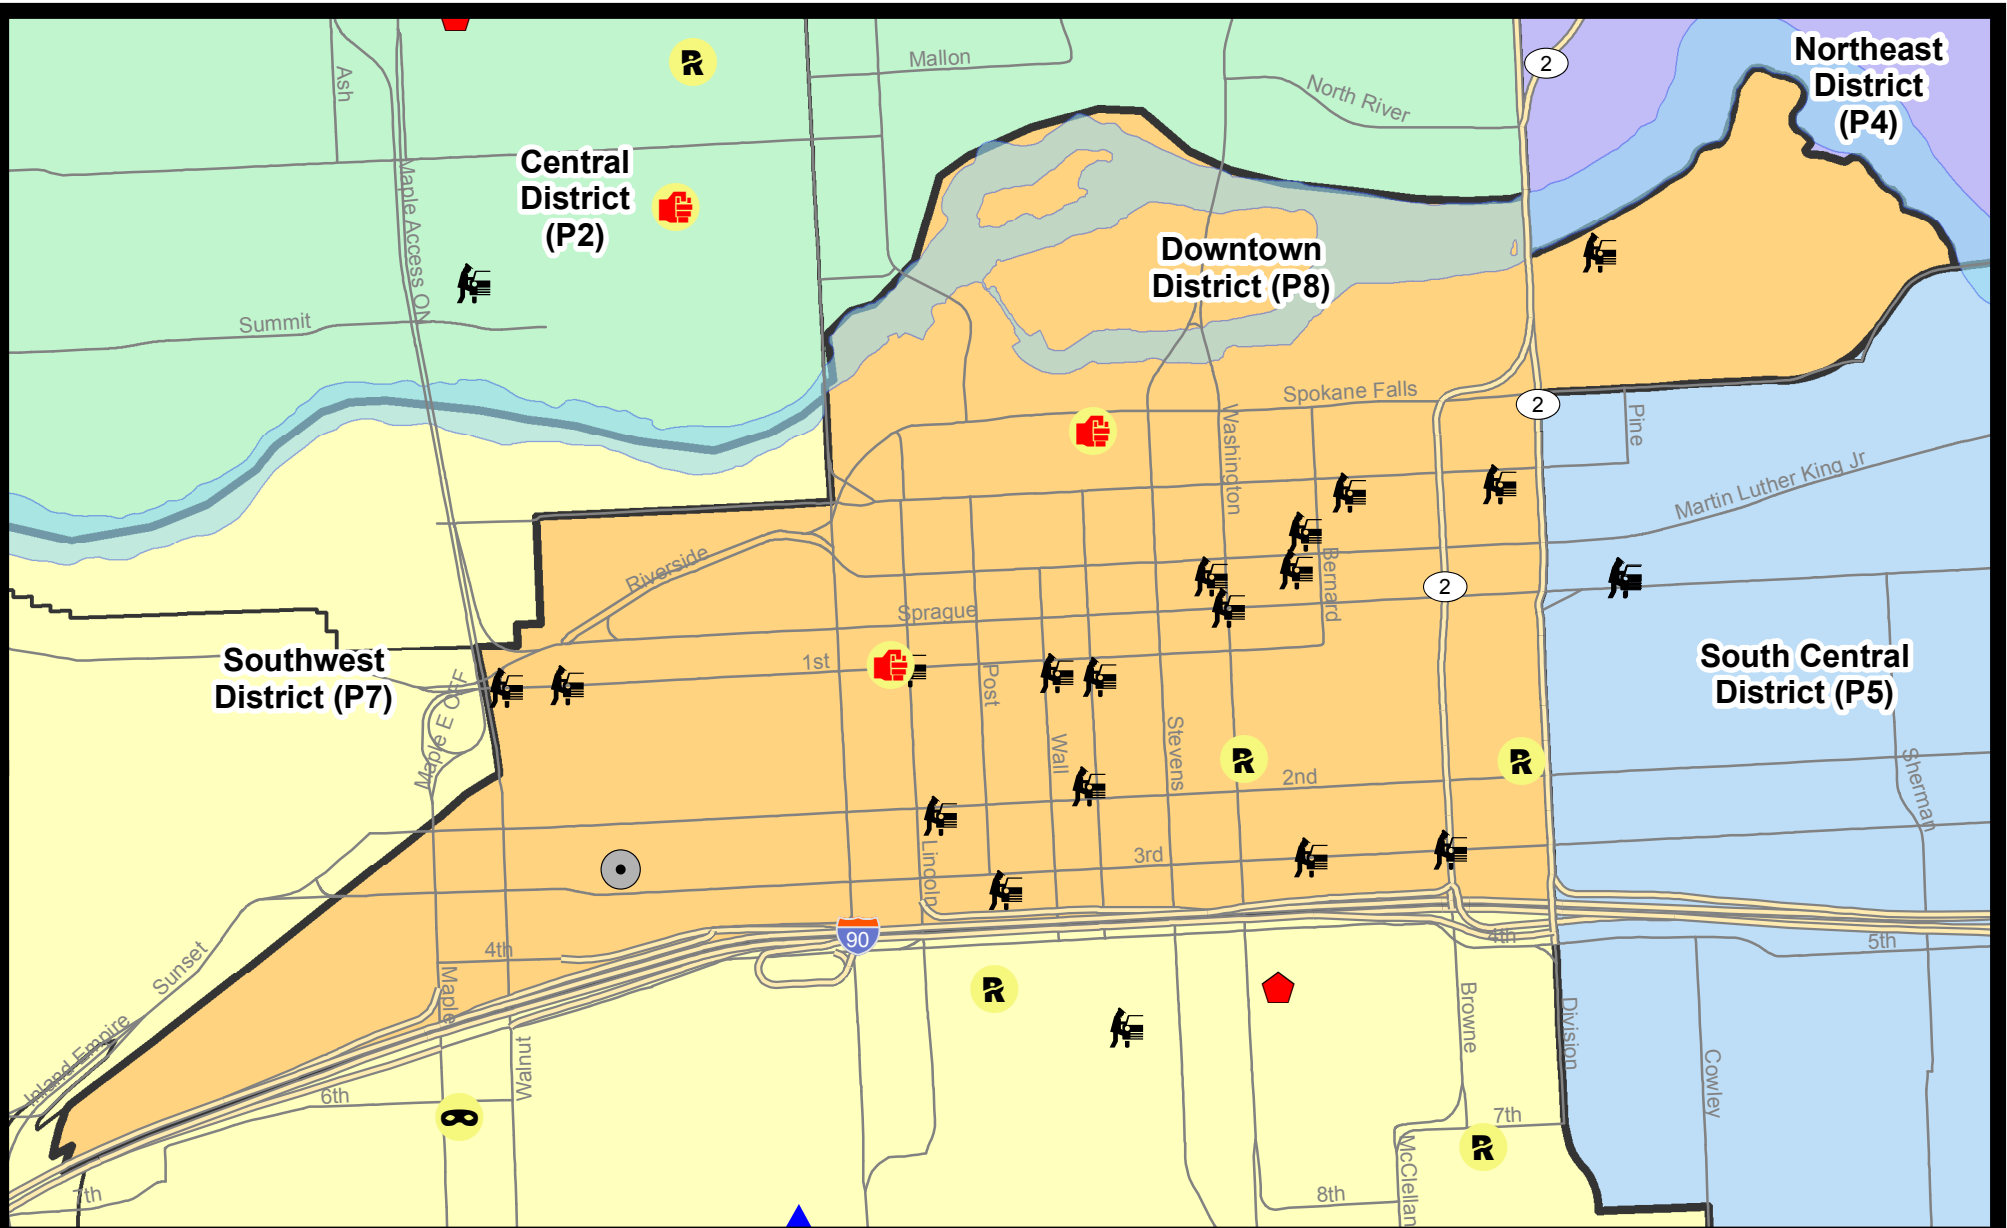 2
Mallon
Ash
North River
Northeast
District
(P4)
Central
District
(P2)
Maple Access ON
Downtown
District (P8)
Summit
Spokane Falls
2
Pine
Washington
Martin Luther King Jr
Riverside
Bernard
2
Sprague
1st
Southwest
District (P7)
South Central
District (P5)
Maple E OFF
Post
Wall
Stevens
2nd
Sherman
3rd
Lincoln
90
4th
4th
5th
Sunset
Maple
Browne
Division
Inland Empire
Walnut
Cowley
6th
7th
McClellan
7th
8th
R
R
R
R
R